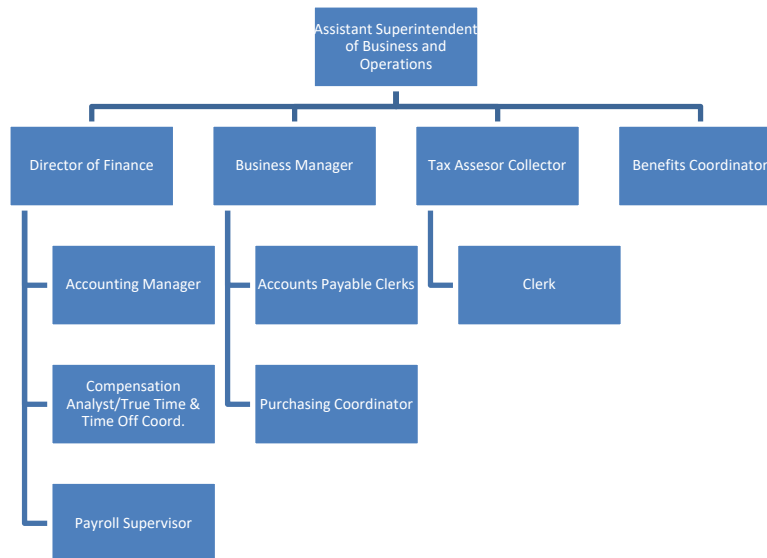 Assistant Superintendent
of Business and
Operations
Director of Finance
Business Manager
Tax Assesor Collector
Benefits Coordinator
Accounting Manager
Accounts Payable Clerks
Clerk
Compensation
Analyst/True Time &
Time Off Coord.
Purchasing Coordinator
Payroll Supervisor